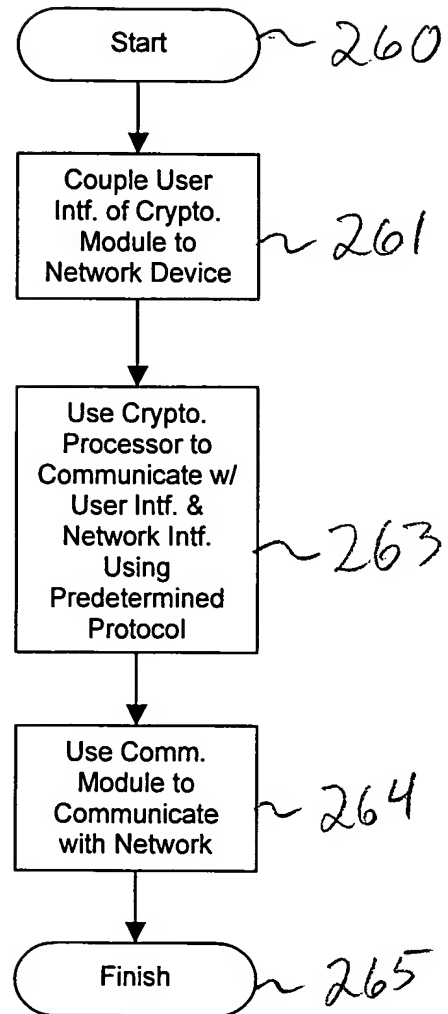 Start
260
Couple User
Intf. of Crypto.
Module to
Network Device
261
Use Crypto.
Processor to
Communicate w/
User Intf. &
Network Intf.
Using
Predetermined
Protocol
263
Use Comm.
Module to
Communicate
with Network
264
Finish
265